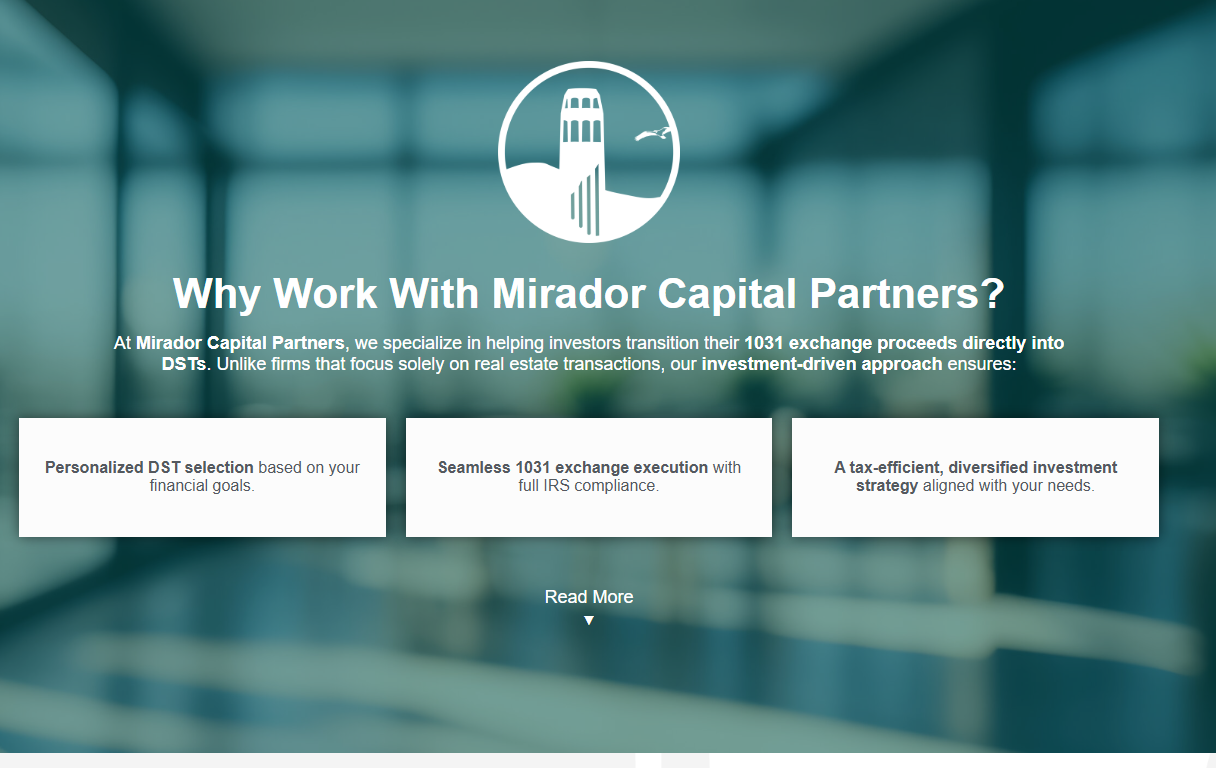 Why Work With Mirador Capital Partners?
At Mirador Capital Partners, we specialize in helping investors transition their 1031 exchange proceeds directly into
DSTs. Unlike firms that focus solely on real estate transactions, our investment-driven approach ensures:
Personalized DST selection based on your
financial goals.
Seamless 1031 exchange execution with
full IRS compliance.
A tax-efficient, diversified investment
strategy aligned with your needs.
Read More
▼